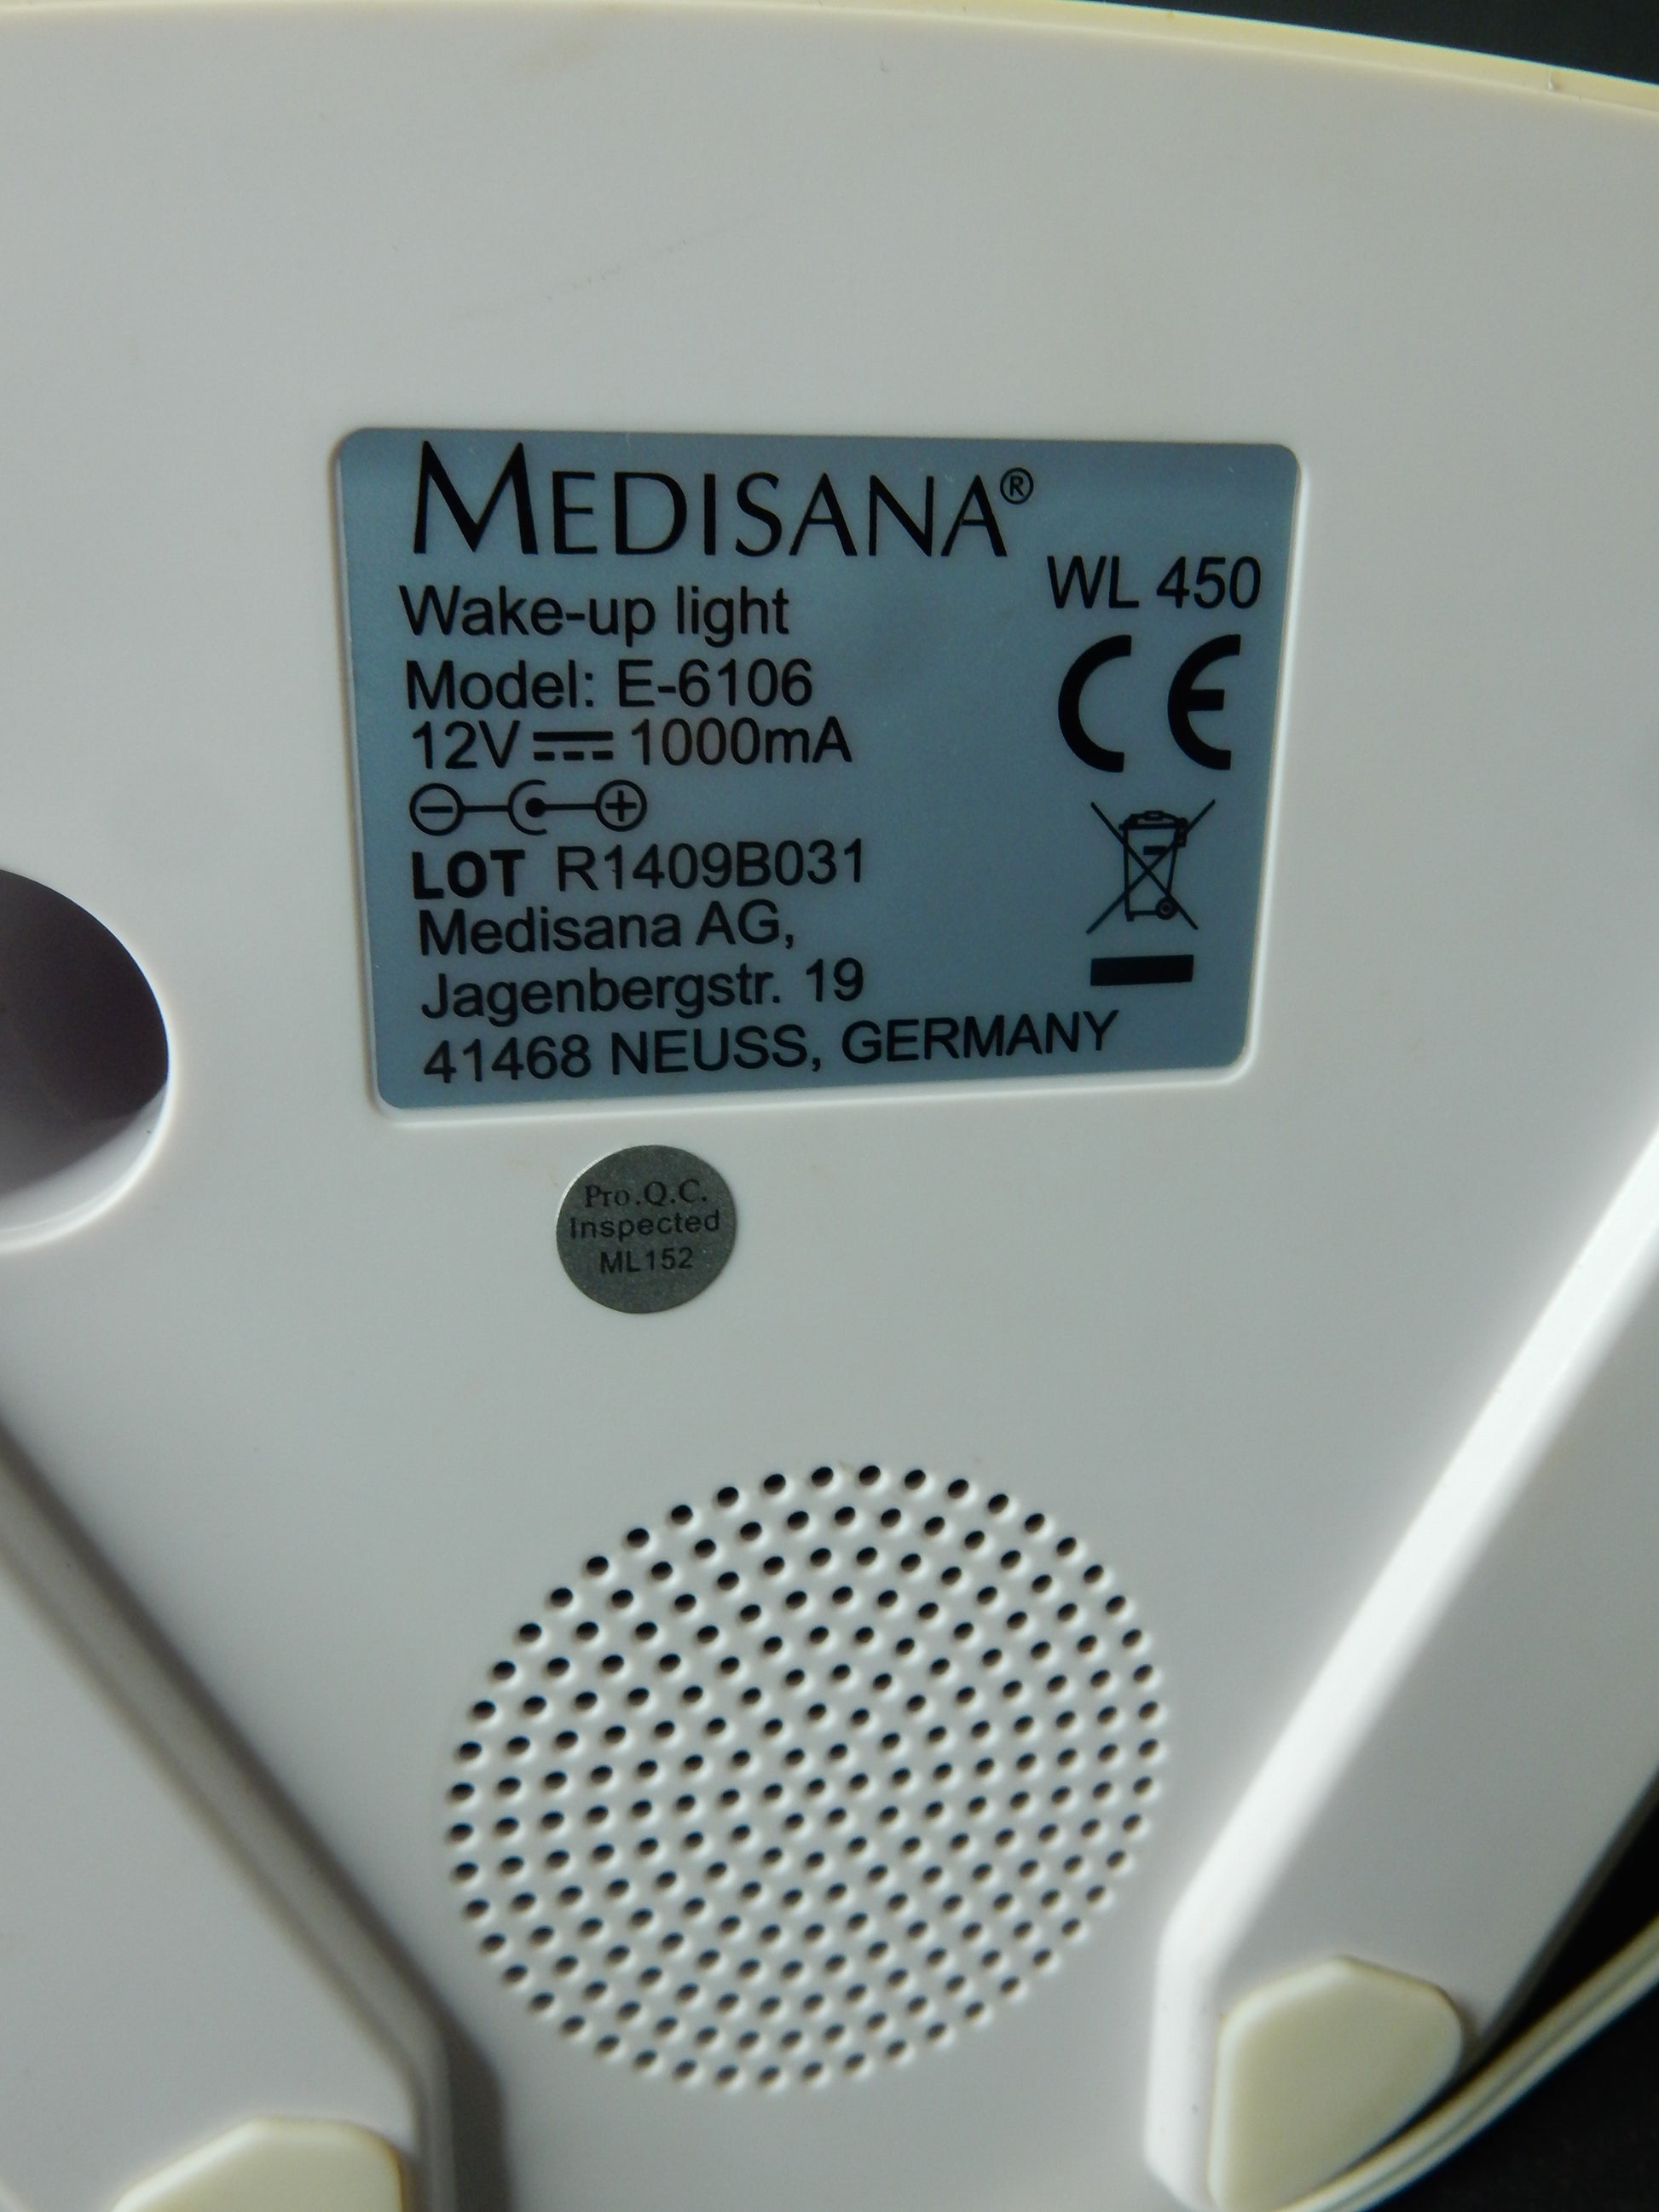 MEDISANA®
WL 450
Wake-up light
Model: E-6106
12V ⎓ 1000mA
LOT R1409B031
Medisana AG,
Jagenbergstr. 19
41468 NEUSS, GERMANY
CE
Pro.Q.C.
Inspected
ML152